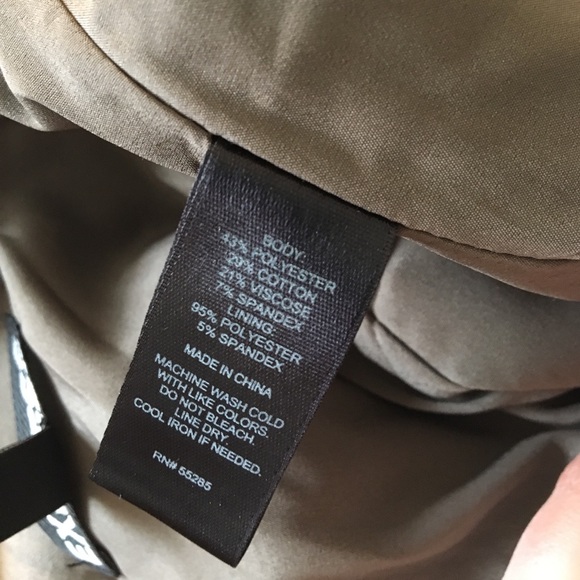 BODY-
43% POLYESTER
29% COTTON
21% VISCOSE
7% SPANDEX
LINING-
95% POLYESTER
5% SPANDEX
MADE IN CHINA
MACHINE WASH COLD
WITH LIKE COLORS.
DO NOT BLEACH.
LINE DRY.
COOL IRON IF NEEDED.
RN# 55285